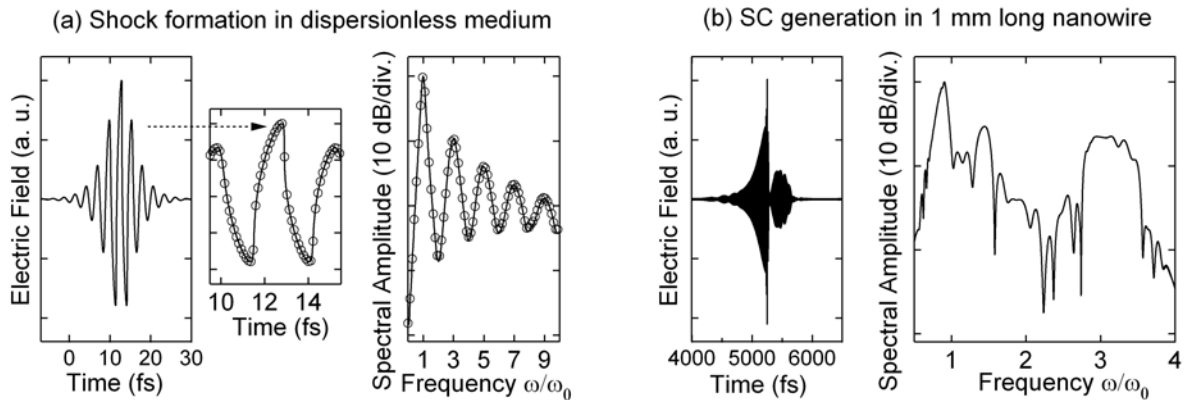 (a) Shock formation in dispersionless medium
Electric Field (a. u.)
0 10 20 30
Time (fs)
10 12 14
Time (fs)
Spectral Amplitude (10 dB/div.)
1 3 5 7 9
Frequency ω/ω₀
(b) SC generation in 1 mm long nanowire
Electric Field (a. u.)
4000 5000 6000
Time (fs)
Spectral Amplitude (10 dB/div.)
1 2 3 4
Frequency ω/ω₀